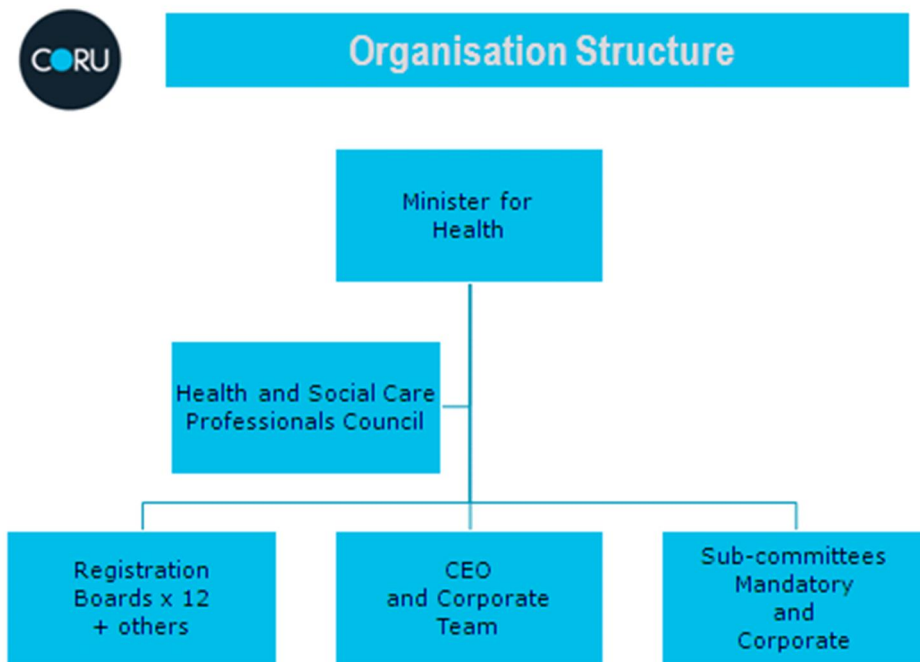 CORU
Organisation Structure
Minister for
Health
Health and Social Care
Professionals Council
Registration
Boards x 12
+ others
CEO
and Corporate
Team
Sub-committees
Mandatory
and
Corporate